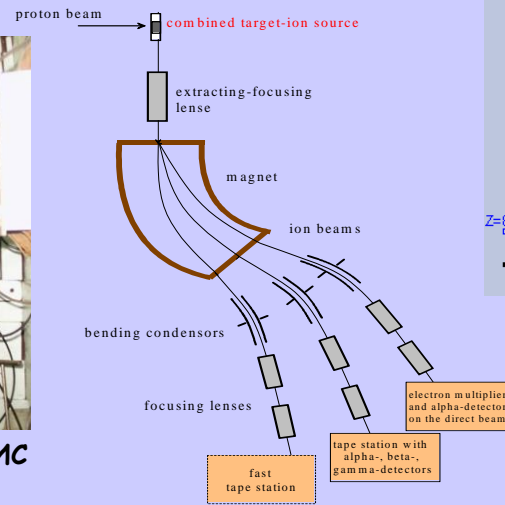 proton beam
combined target-ion source
extracting-focusing
lense
magnet
ion beams
Z=8
bending condensors
focusing lenses
electron multiplier
and alpha-detector
on the direct beam
tape station with
alpha-, beta-,
gamma-detectors
fast
tape station